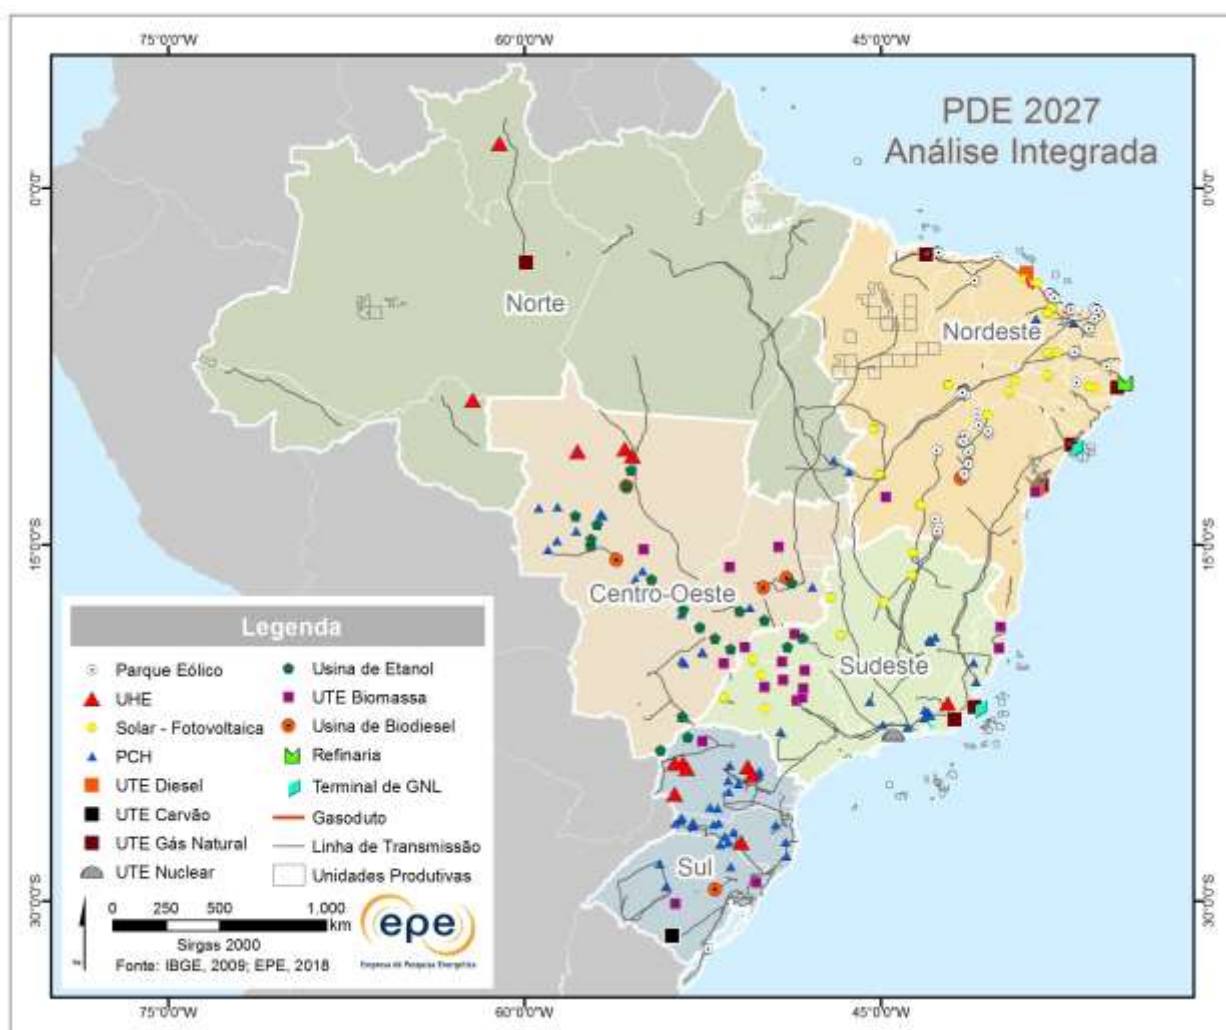 75°0'0"W 60°0'0"W 45°0'0"W
PDE 2027
Análise Integrada
0°0'0" 0°0'0"
Norte
Nordeste
15°0'0"S 15°0'0"S
Centro-Oeste
Sudeste
Sul
30°0'0"S 30°0'0"S
Legenda
Parque Eólico
UHE
Solar - Fotovoltaica
PCH
UTE Diesel
UTE Carvão
UTE Gás Natural
UTE Nuclear
Usina de Etanol
UTE Biomassa
Usina de Biodiesel
Refinaria
Terminal de GNL
Gasoduto
Linha de Transmissão
Unidades Produtivas
0 250 500 1.000
km
Sirgas 2000
Fonte: IBGE, 2009; EPE, 2018
epe
Empresa de Pesquisa Energética
75°0'0"W 60°0'0"W 45°0'0"W